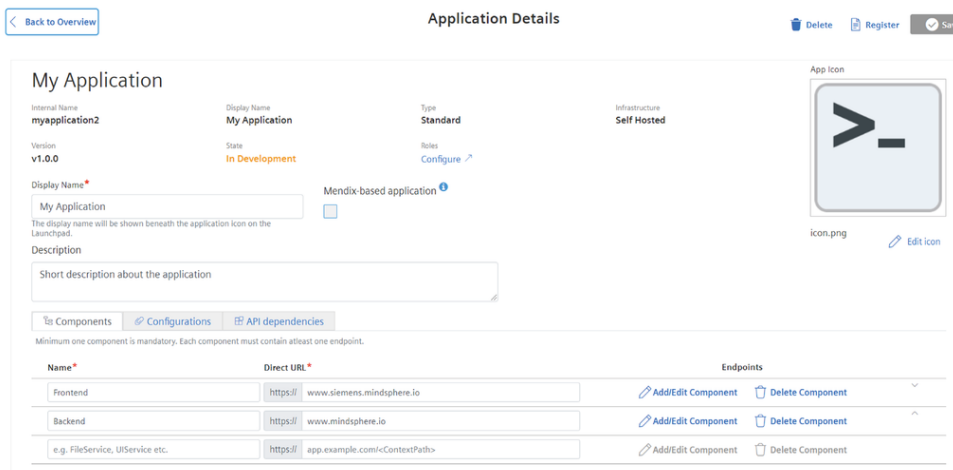 Back to Overview
Application Details
Delete
Register
Sav
My Application
App Icon
Internal Name
Display Name
Type
Infrastructure
myapplication2
My Application
Standard
Self Hosted
Version
State
Roles
v1.0.0
In Development
Configure
Display Name*
Mendix-based application
My Application
The display name will be shown beneath the application icon on the
Launchpad.
icon.png
Edit icon
Description
Short description about the application
Components
Configurations
API dependencies
Minimum one component is mandatory. Each component must contain atleast one endpoint.
Name*
Direct URL*
Endpoints
Frontend
https://
www.siemens.mindsphere.io
Add/Edit Component
Delete Component
Backend
https://
www.mindsphere.io
Add/Edit Component
Delete Component
e.g. FileService, UIService etc.
https://
app.example.com/<ContextPath>
Add/Edit Component
Delete Component